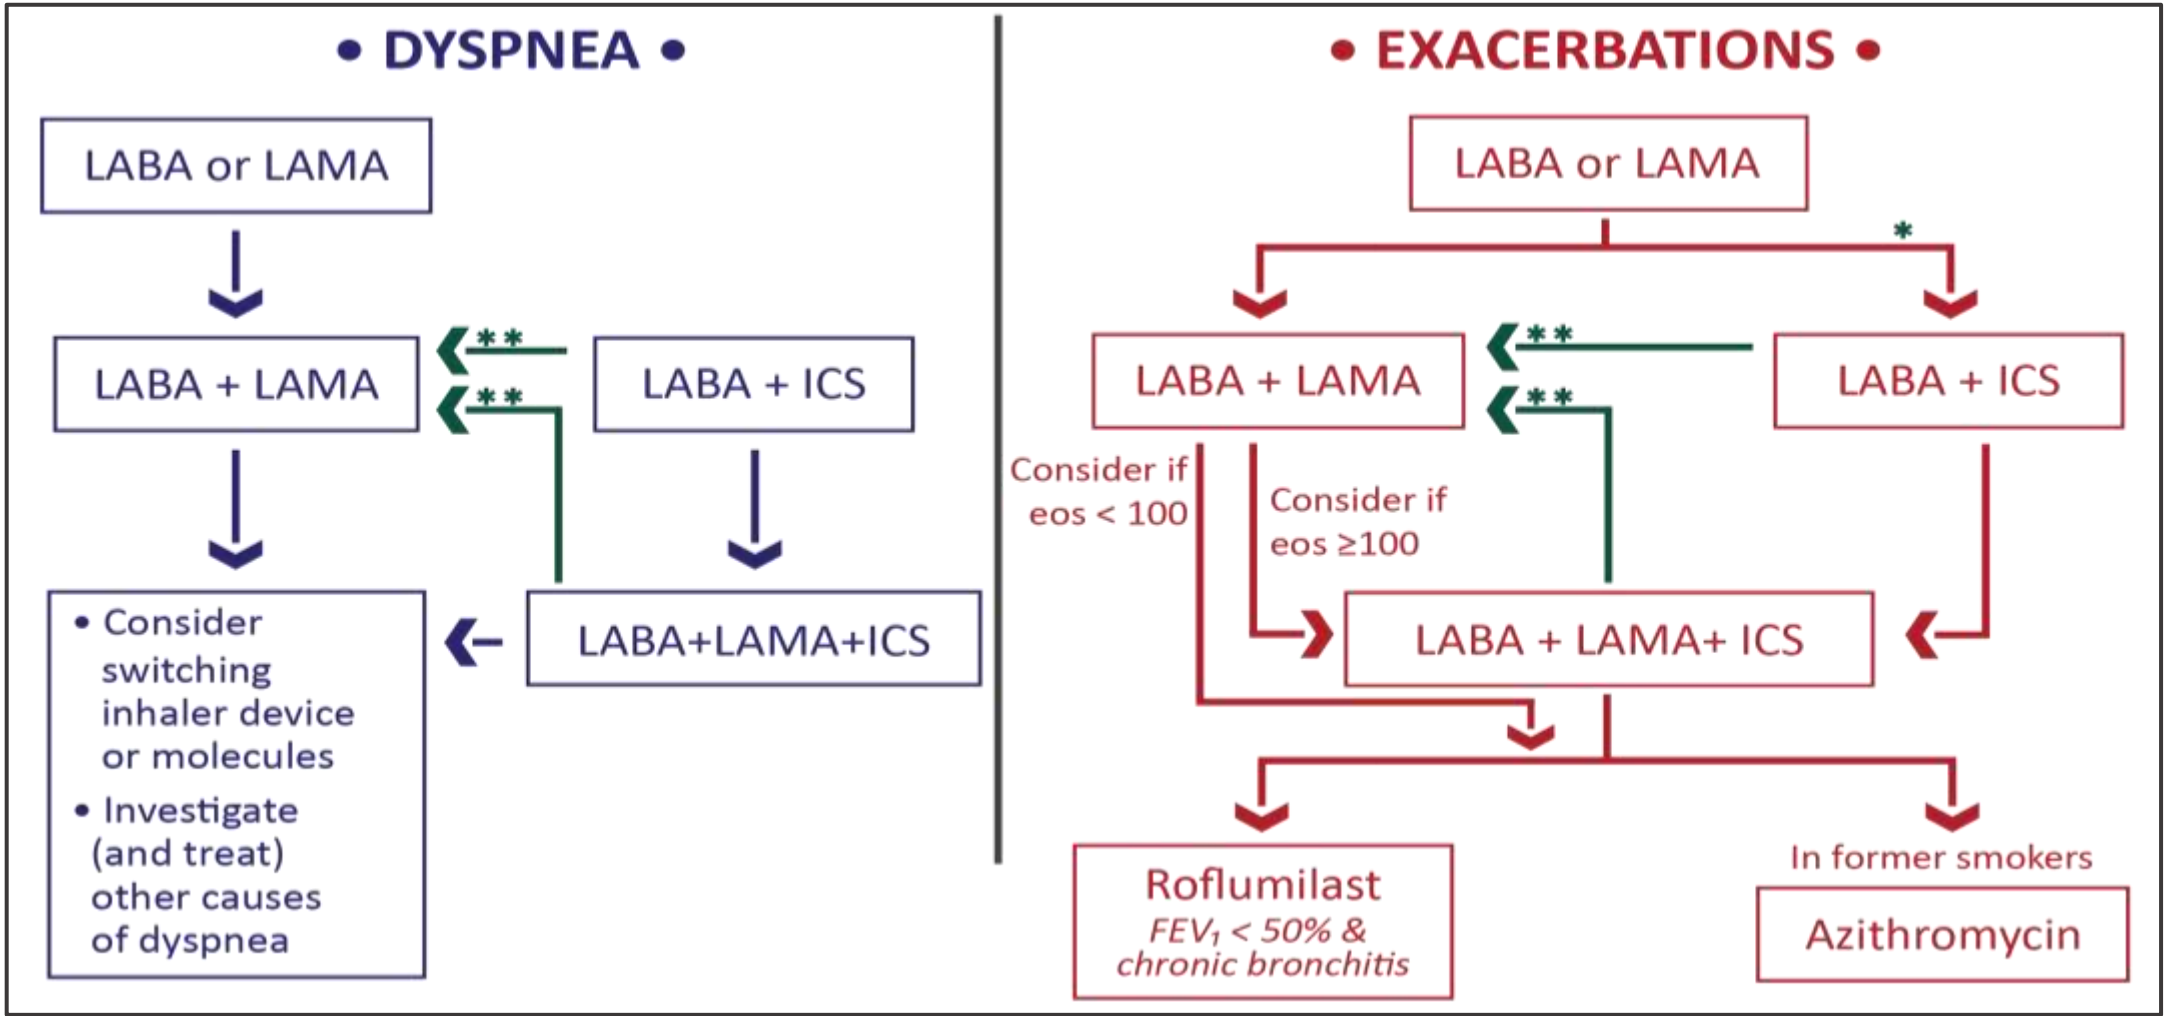 • DYSPNEA •
LABA or LAMA
LABA + LAMA
**
**
LABA + ICS
• Consider
switching
inhaler device
or molecules
• Investigate
(and treat)
other causes
of dyspnea
LABA+LAMA+ICS
• EXACERBATIONS •
LABA or LAMA
*
LABA + LAMA
**
**
LABA + ICS
Consider if
eos < 100
Consider if
eos ≥100
LABA + LAMA+ ICS
Roflumilast
FEV₁ < 50% &
chronic bronchitis
In former smokers
Azithromycin